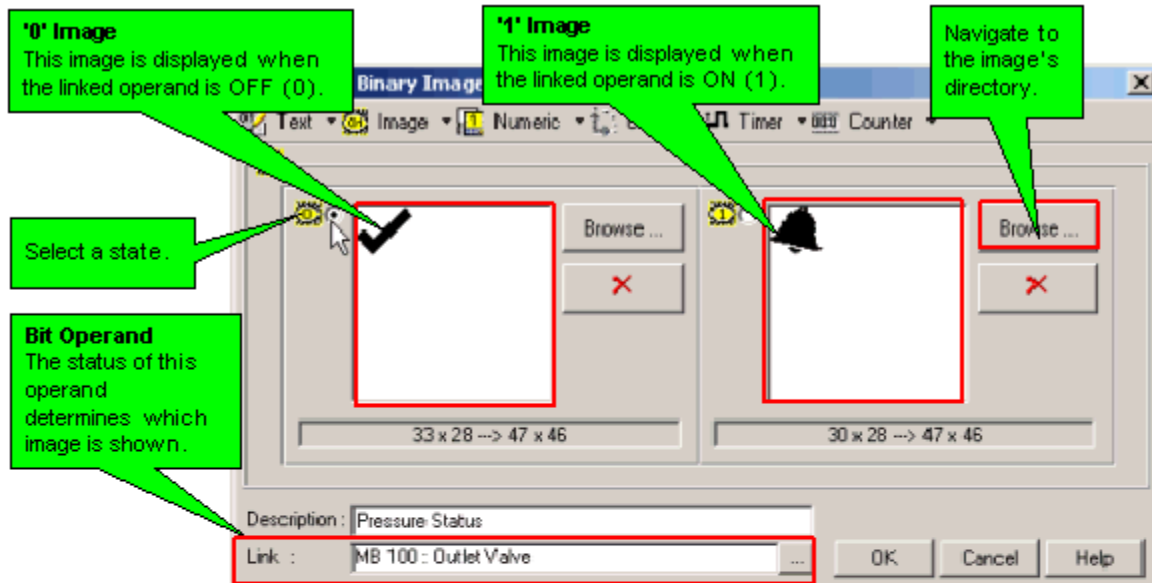 '0' Image
This image is displayed when
the linked operand is OFF (0).
'1' Image
This image is displayed when
the linked operand is ON (1).
Navigate to
the image's
directory.
Binary Image
Text
Image
Numeric
Timer
Counter
Select a state.
0
Browse ...
1
Browse ...
Bit Operand
The status of this
operand
determines which
image is shown.
33 x 28 ---> 47 x 46
30 x 28 ---> 47 x 46
Description : Pressure Status
Link : MB 100 :: Outlet Valve ...
OK
Cancel
Help